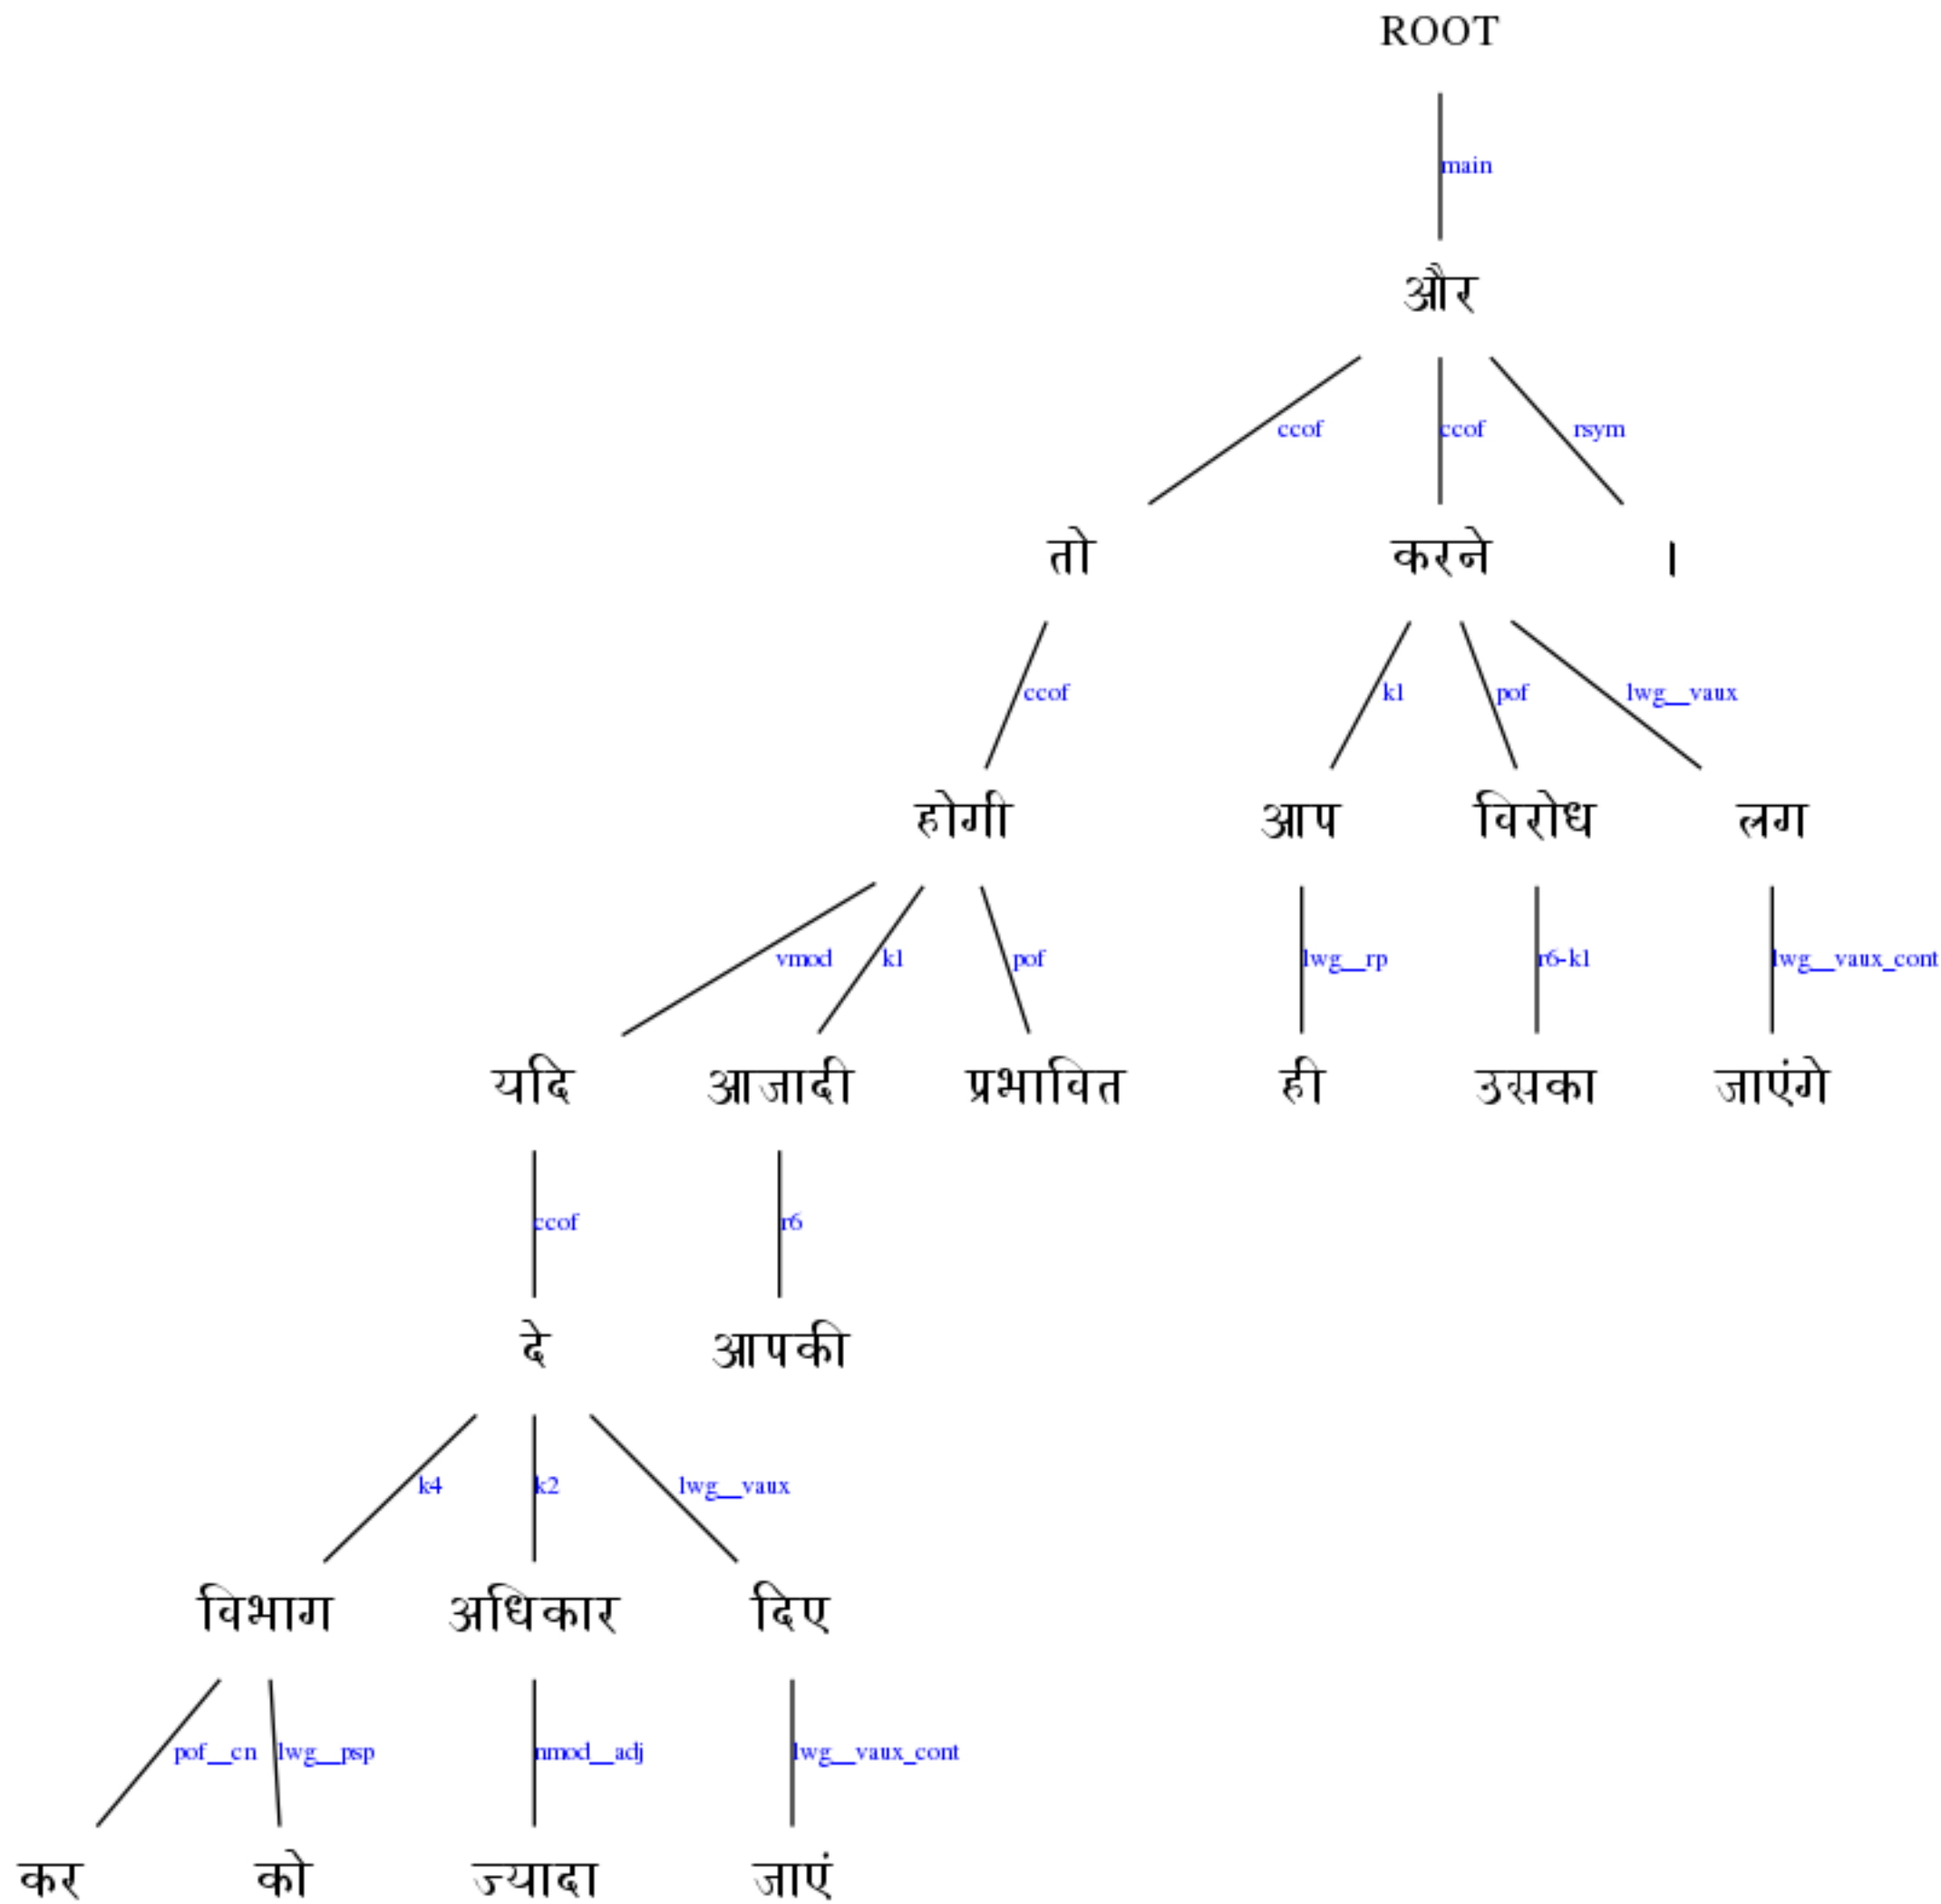 ROOT
main
और
ccof ccof rsym
तो करने ।
ccof k1 pof lwg__vaux
होगी आप विरोध लग
vmod k1 pof lwg__rp r6-k1 lwg__vaux_cont
यदि आजादी प्रभावित ही उसका जाएंगे
ccof r6
दे आपकी
k4 k2 lwg__vaux
विभाग अधिकार दिए
pof__cn lwg__psp nmod__adj lwg__vaux_cont
कर को ज्यादा जाएं